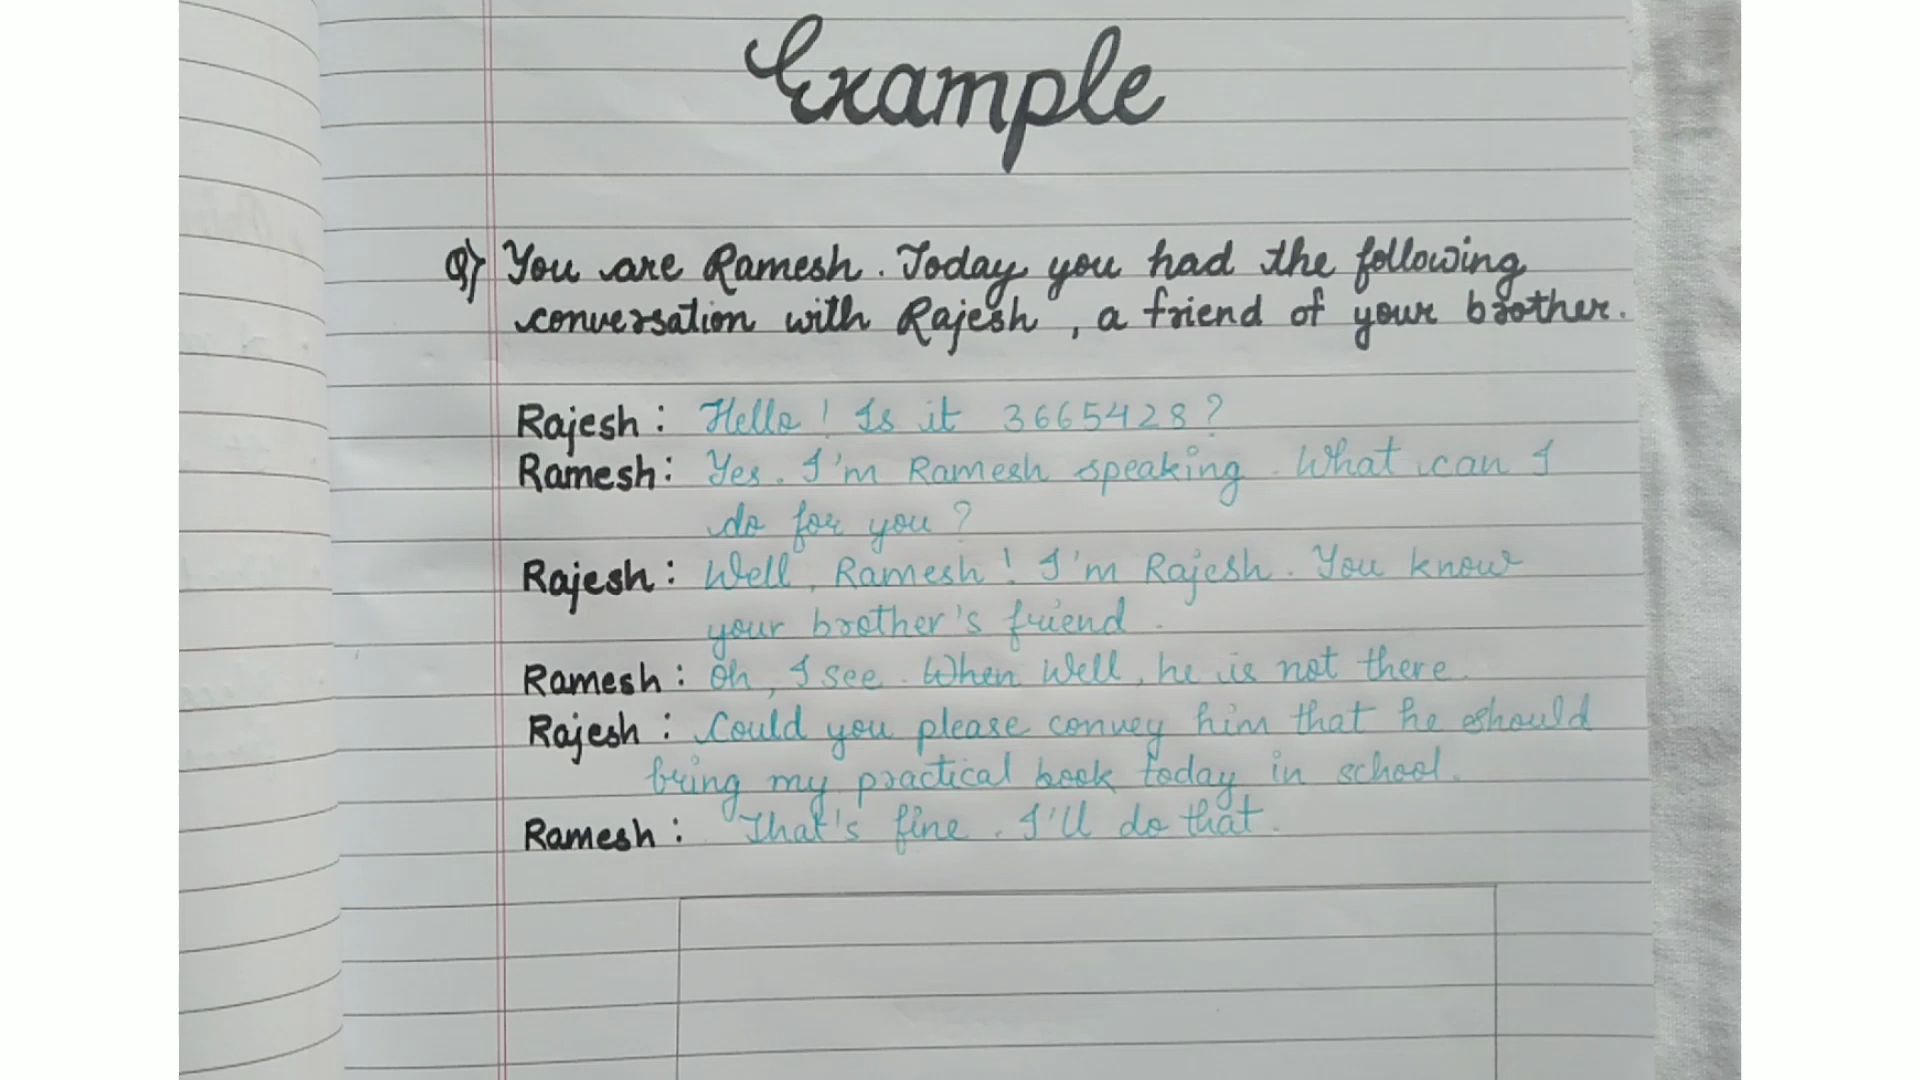 Example
Q) You are Ramesh. Today you had the following
conversation with Rajesh, a friend of your brother.
Rajesh: Hello! Is it 3665428?
Ramesh: Yes. I'm Ramesh speaking. What can I
do for you?
Rajesh: Well, Ramesh! I'm Rajesh. You know
your brother's friend.
Ramesh: Oh, I see. When Well, he is not there.
Rajesh: Could you please convey him that he should
bring my practical book today in school.
Ramesh: That's fine. I'll do that.